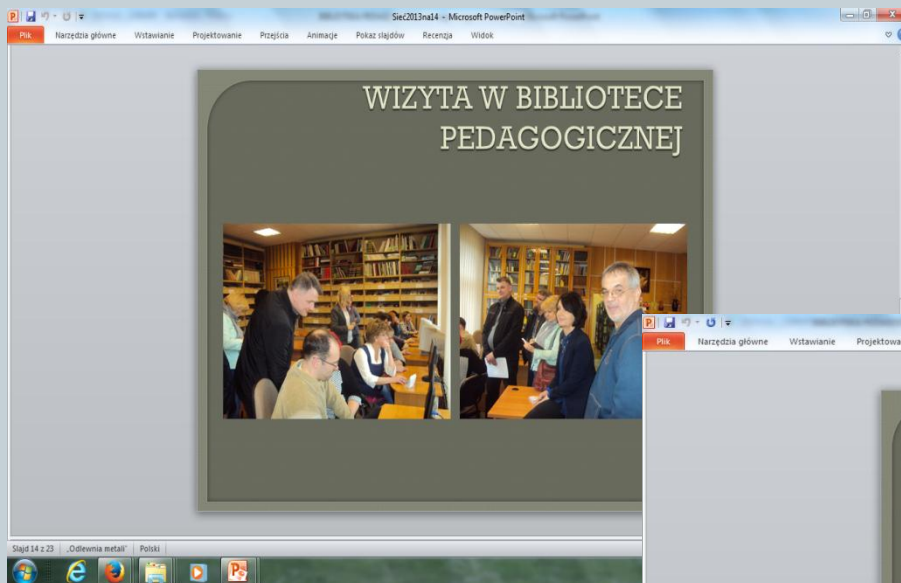 Sieć2013na14 - Microsoft PowerPoint
Plik Narzędzia główne Wstawianie Projektowanie Przejścia Animacje Pokaz slajdów Recenzja Widok
WIZYTA W BIBLIOTECE
PEDAGOGICZNEJ
Plik Narzędzia główne Wstawianie Projektowa
Slajd 14 z 23 „Odlewnia metali” Polski